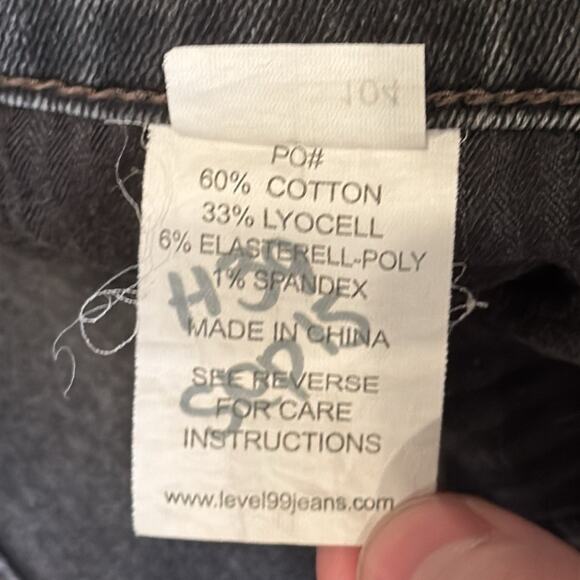 104
PO#
60% COTTON
33% LYOCELL
6% ELASTERELL-POLY
1% SPANDEX
MADE IN CHINA
SEE REVERSE
FOR CARE
INSTRUCTIONS
www.level99jeans.com